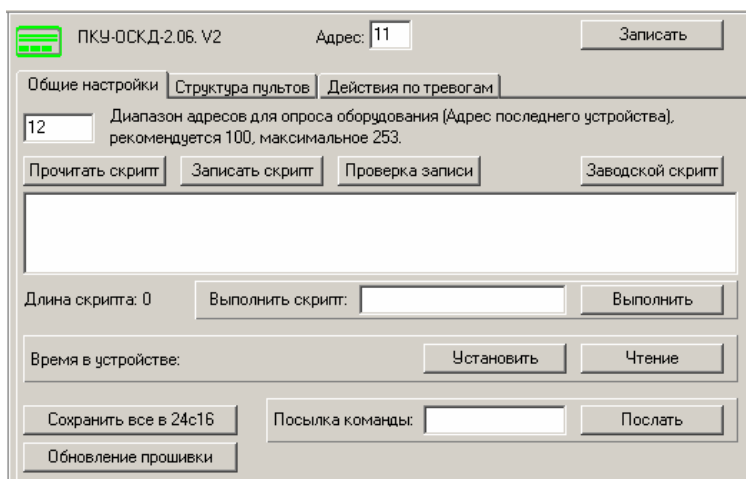 ПКУ-ОСКД-2.06. V2 Адрес: 11 Записать
Общие настройки Структура пультов Действия по тревогам
12 Диапазон адресов для опроса оборудования (Адрес последнего устройства),
рекомендуется 100, максимальное 253.
Прочитать скрипт Записать скрипт Проверка записи Заводской скрипт
Длина скрипта: 0 Выполнить скрипт: Выполнить
Время в устройстве: Установить Чтение
Сохранить все в 24с16 Посылка команды: Послать
Обновление прошивки